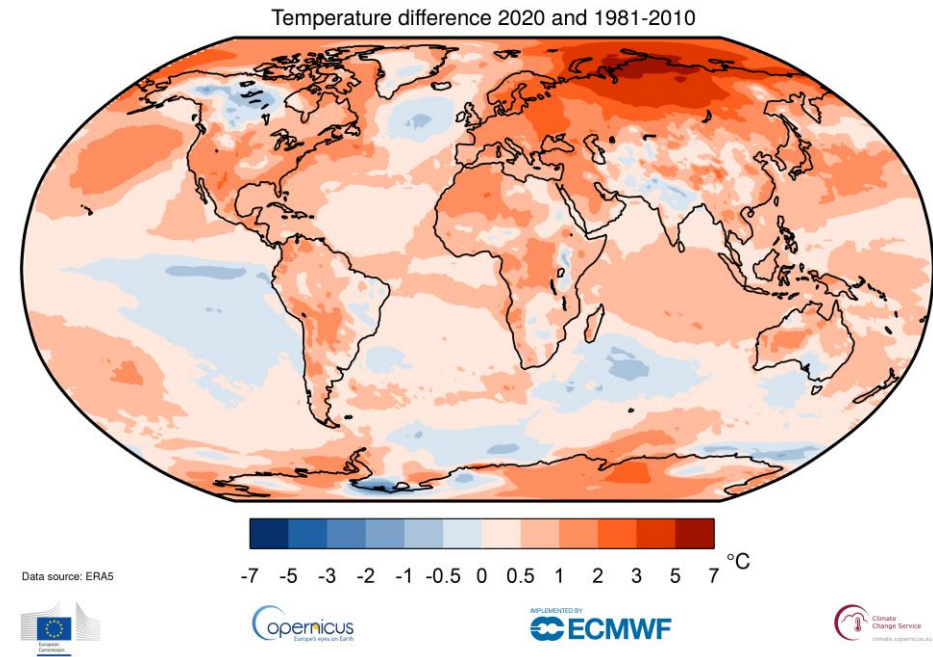 Temperature difference 2020 and 1981-2010
-7 -5 -3 -2 -1 -0.5 0 0.5 1 2 3 5 7 °C
Data source: ERA5
European
Commission
opernicus
Europe's eyes on Earth
IMPLEMENTED BY
ECMWF
Climate
Change Service
climate.copernicus.eu